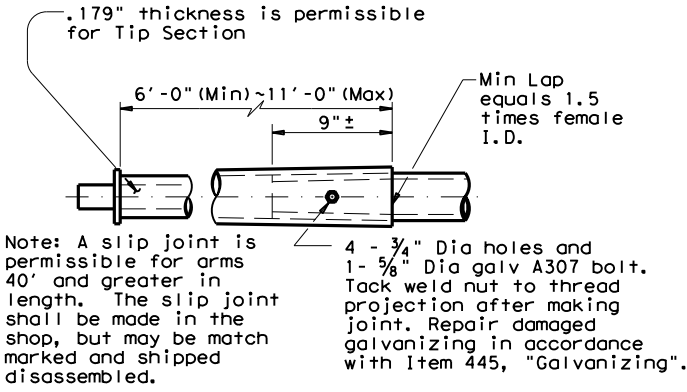 .179" thickness is permissible
for Tip Section
6'-0"(Min)~11'-0"(Max)
9"±
Min Lap
equals 1.5
times female
I.D.
Note: A slip joint is
permissible for arms
40' and greater in
length. The slip joint
shall be made in the
shop, but may be match
marked and shipped
disassembled.
4 - 3/4" Dia holes and
1- 5/8" Dia galv A307 bolt.
Tack weld nut to thread
projection after making
joint. Repair damaged
galvanizing in accordance
with Item 445, "Galvanizing".